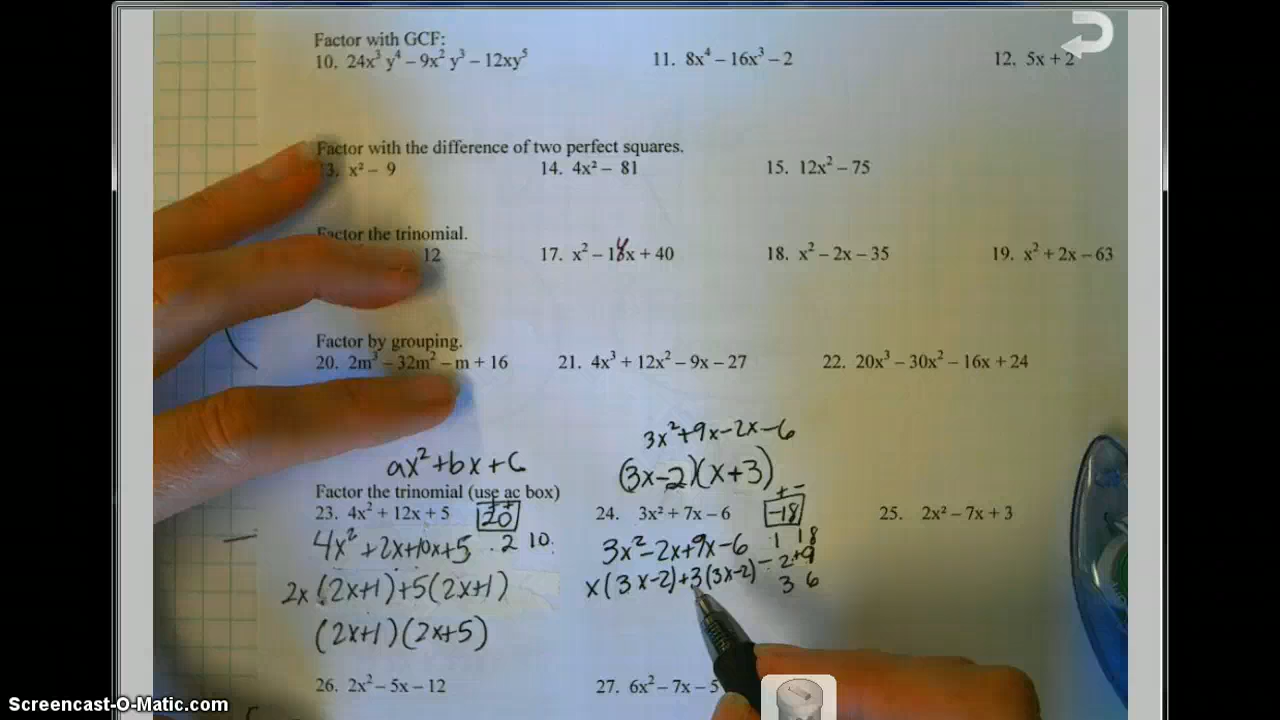 Factor with GCF:
10. 24x³ y⁴ – 9x² y³ – 12xy⁵
11. 8x⁴ – 16x³ – 2
12. 5x + 2
Factor with the difference of two perfect squares.
13. x² – 9
14. 4x² – 81
15. 12x² – 75
Factor the trinomial.
12
17. x² – 14x + 40
18. x² – 2x – 35
19. x² + 2x – 63
Factor by grouping.
20. 2m³ – 32m² – m + 16
21. 4x³ + 12x² – 9x – 27
22. 20x³ – 30x² – 16x + 24
3x²+9x-2x-6
ax²+bx+c
(3x-2)(x+3)
Factor the trinomial (use ac box)
+ +
+ -
23. 4x² + 12x + 5
20
24. 3x² + 7x – 6
-18
25. 2x² – 7x + 3
4x²+2x+10x+5
2 10
3x²-2x+9x-6
1 18
2x(2x+1)+5(2x+1)
x(3x-2)+3(3x-2)
-2+9
3 6
(2x+1)(2x+5)
26. 2x² – 5x – 12
27. 6x² – 7x – 5
Screencast-O-Matic.com